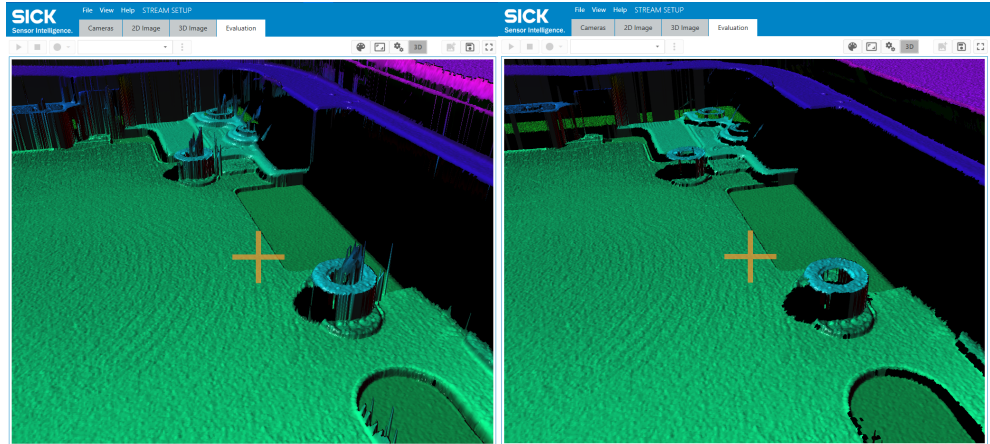 SICK
Sensor Intelligence.
File View Help STREAM SETUP
Cameras 2D Image 3D Image Evaluation
3D
SICK
Sensor Intelligence.
File View Help STREAM SETUP
Cameras 2D Image 3D Image Evaluation
3D